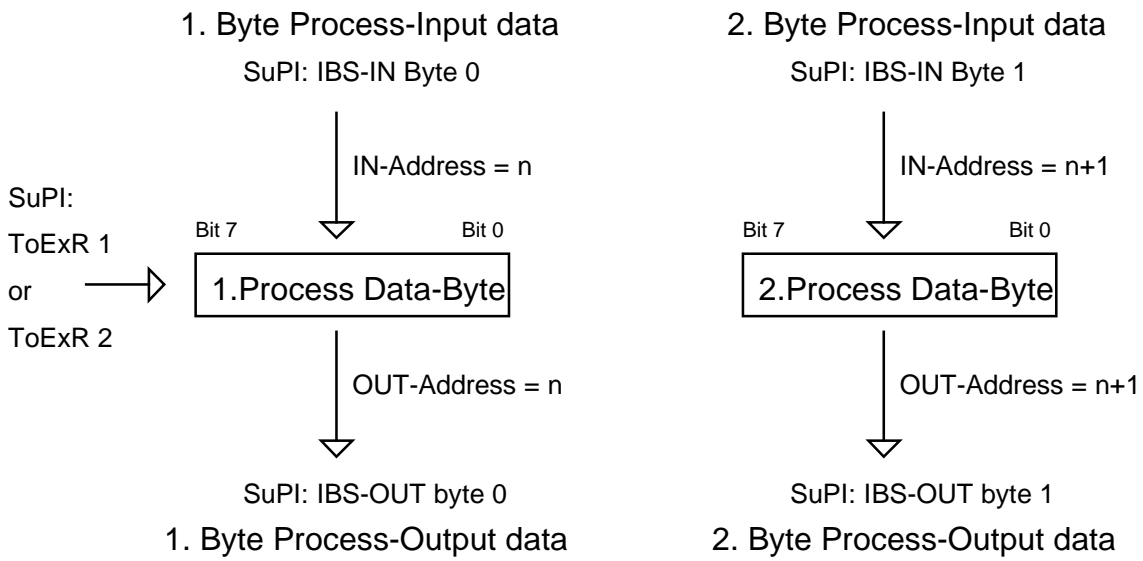 1. Byte Process-Input data
SuPI: IBS-IN Byte 0
IN-Address = n
SuPI:
ToExR 1
or
ToExR 2
Bit 7
Bit 0
1.Process Data-Byte
OUT-Address = n
SuPI: IBS-OUT byte 0
1. Byte Process-Output data
2. Byte Process-Input data
SuPI: IBS-IN Byte 1
IN-Address = n+1
Bit 7
Bit 0
2.Process Data-Byte
OUT-Address = n+1
SuPI: IBS-OUT byte 1
2. Byte Process-Output data